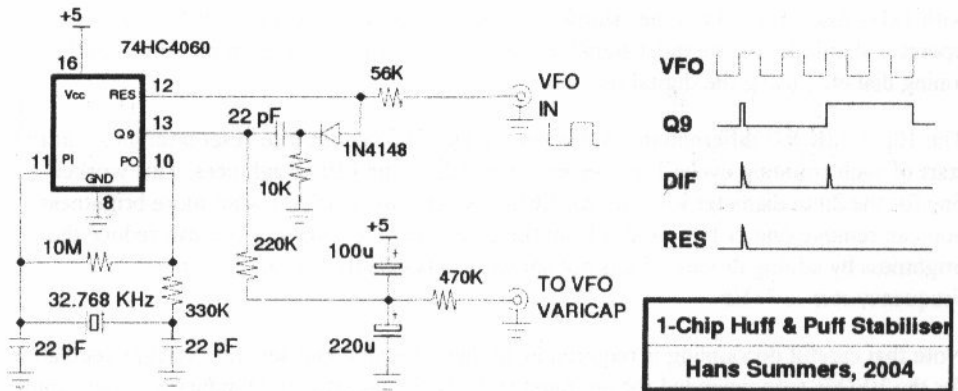 +5
74HC4060
16
Vcc
RES
12
56K
VFO
IN
Q9
13
22 pF
1N4148
11
PI
PO
10
GND
8
10K
10M
220K
+5
100u
+
470K
TO VFO
VARICAP
330K
32.768 KHz
22 pF
22 pF
+
220u
VFO
Q9
DIF
RES
1-Chip Huff & Puff Stabiliser
Hans Summers, 2004